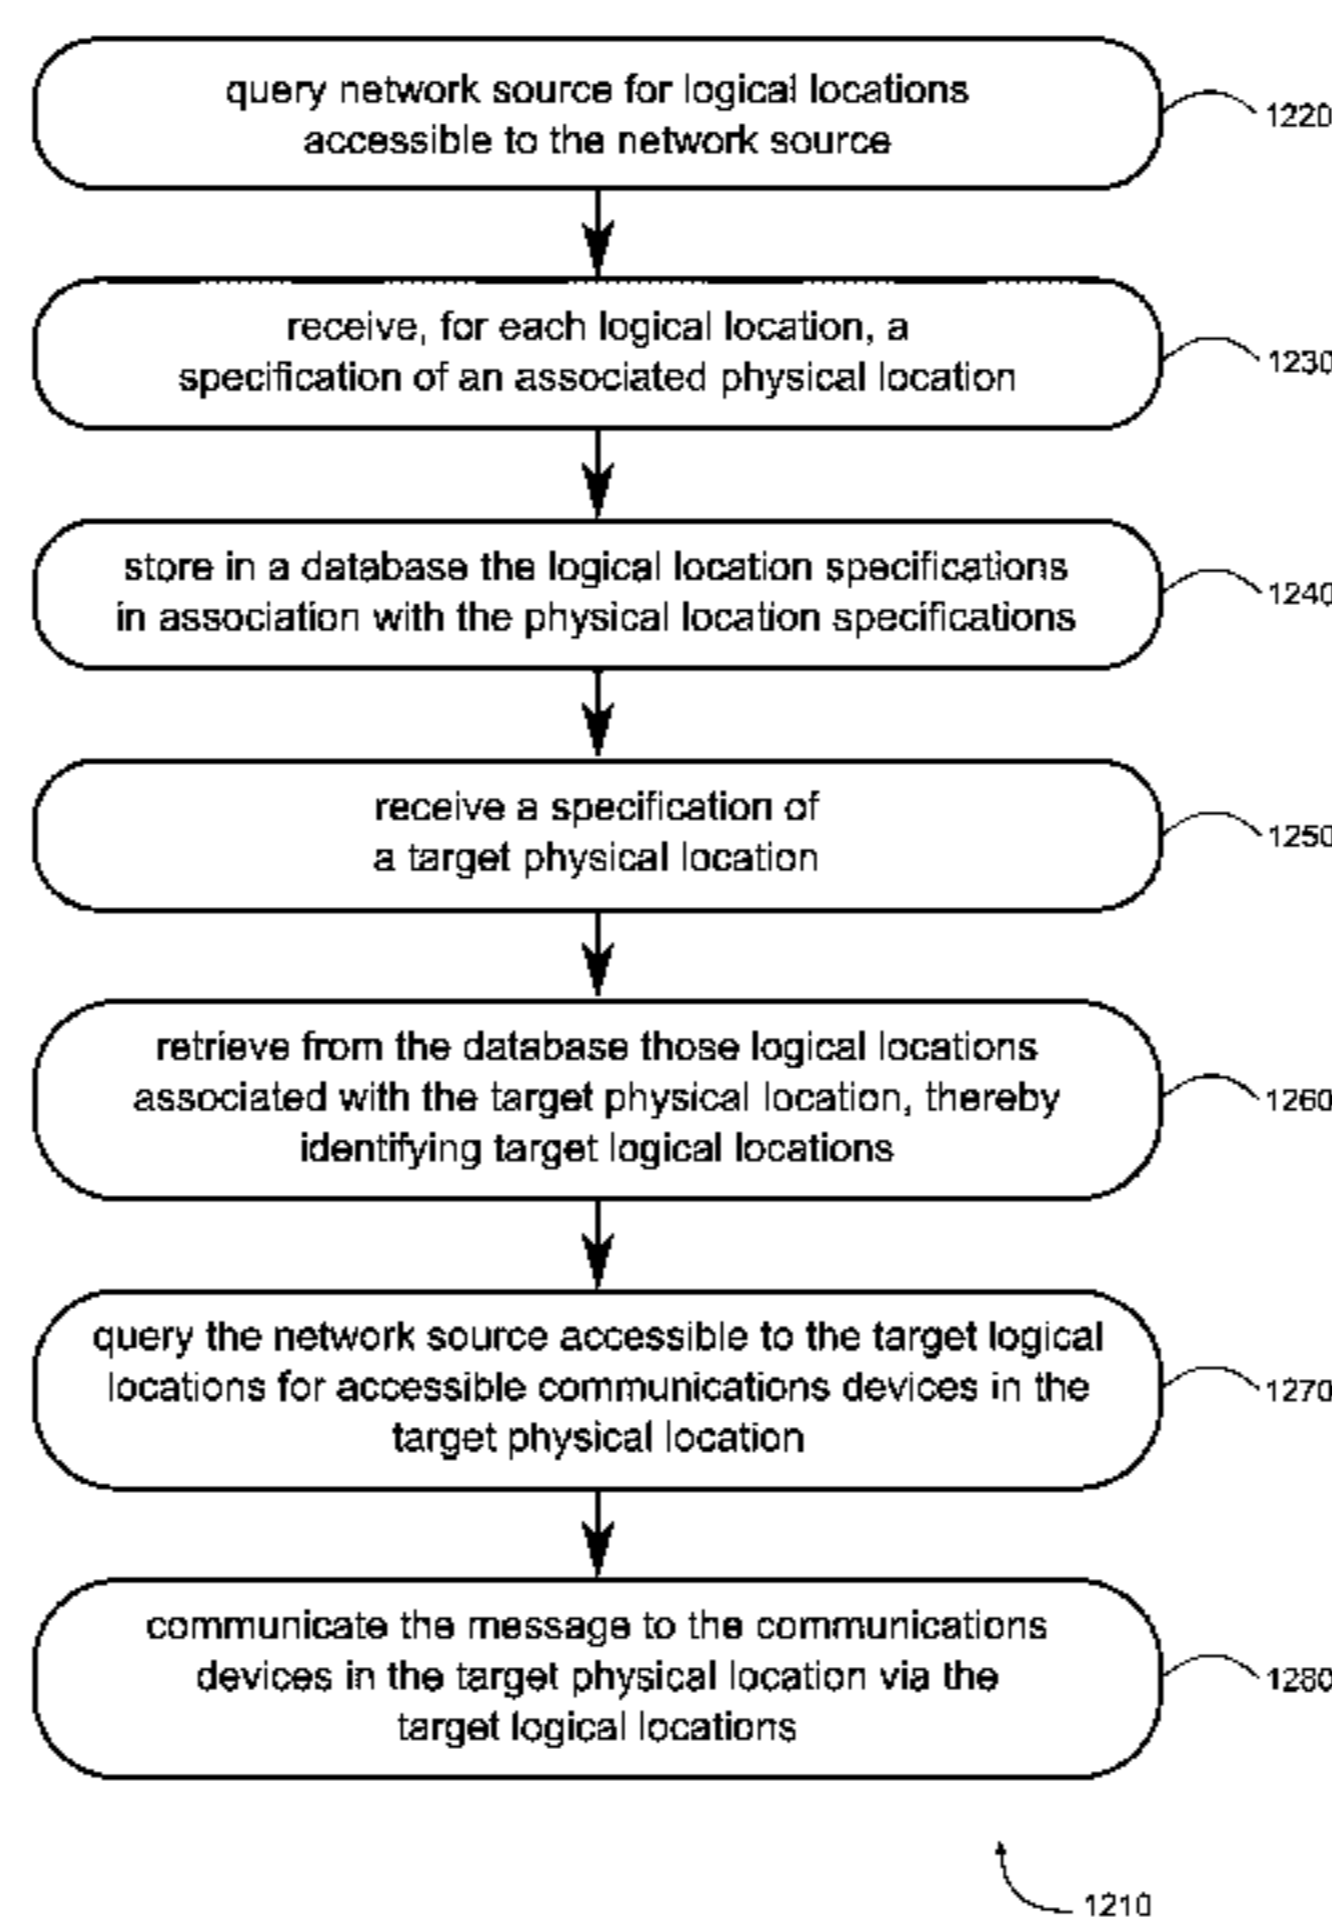 query network source for logical locations
accessible to the network source
1220
receive, for each logical location, a
specification of an associated physical location
1230
store in a database the logical location specifications
in association with the physical location specifications
1240
receive a specification of
a target physical location
1250
retrieve from the database those logical locations
associated with the target physical location, thereby
identifying target logical locations
1260
query the network source accessible to the target logical
locations for accessible communications devices in the
target physical location
1270
communicate the message to the communications
devices in the target physical location via the
target logical locations
1280
1210